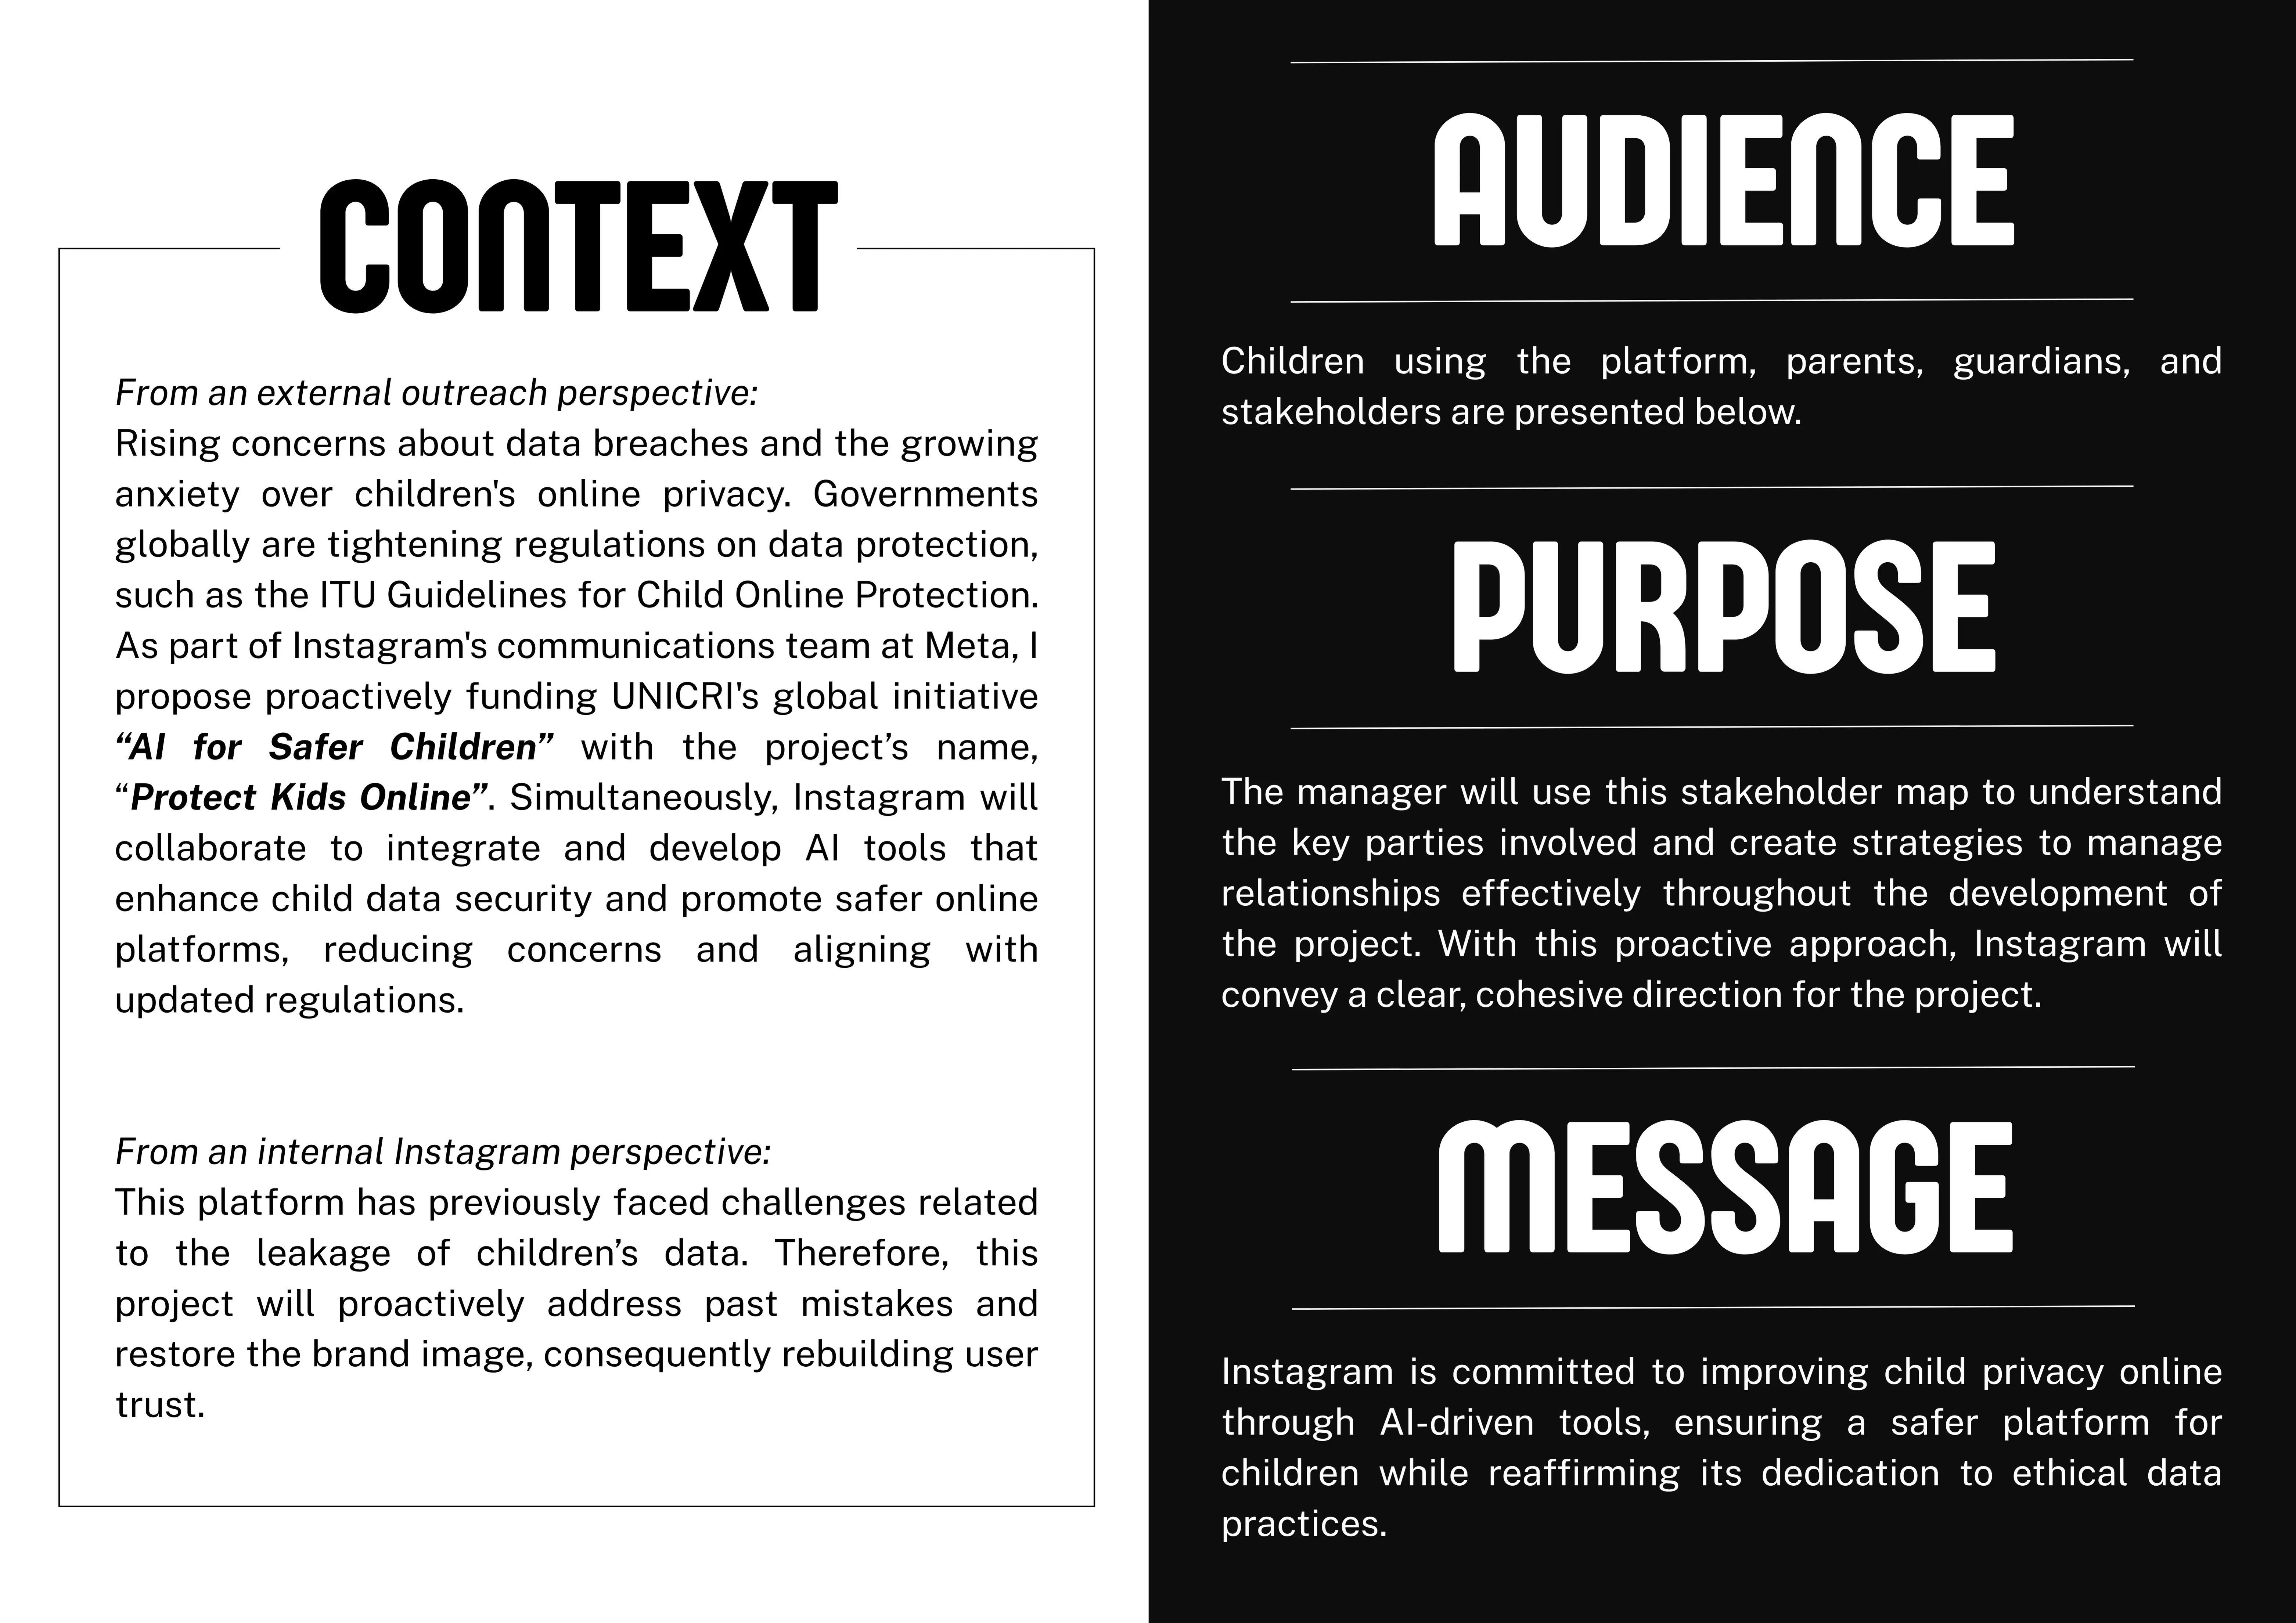 CONTEXT
From an external outreach perspective:
Rising concerns about data breaches and the growing
anxiety over children's online privacy. Governments
globally are tightening regulations on data protection,
such as the ITU Guidelines for Child Online Protection.
As part of Instagram's communications team at Meta, I
propose proactively funding UNICRI's global initiative
“AI for Safer Children” with the project’s name,
“Protect Kids Online”. Simultaneously, Instagram will
collaborate to integrate and develop AI tools that
enhance child data security and promote safer online
platforms, reducing concerns and aligning with
updated regulations.
From an internal Instagram perspective:
This platform has previously faced challenges related
to the leakage of children’s data. Therefore, this
project will proactively address past mistakes and
restore the brand image, consequently rebuilding user
trust.
AUDIENCE
Children using the platform, parents, guardians, and
stakeholders are presented below.
PURPOSE
The manager will use this stakeholder map to understand
the key parties involved and create strategies to manage
relationships effectively throughout the development of
the project. With this proactive approach, Instagram will
convey a clear, cohesive direction for the project.
MESSAGE
Instagram is committed to improving child privacy online
through AI-driven tools, ensuring a safer platform for
children while reaffirming its dedication to ethical data
practices.